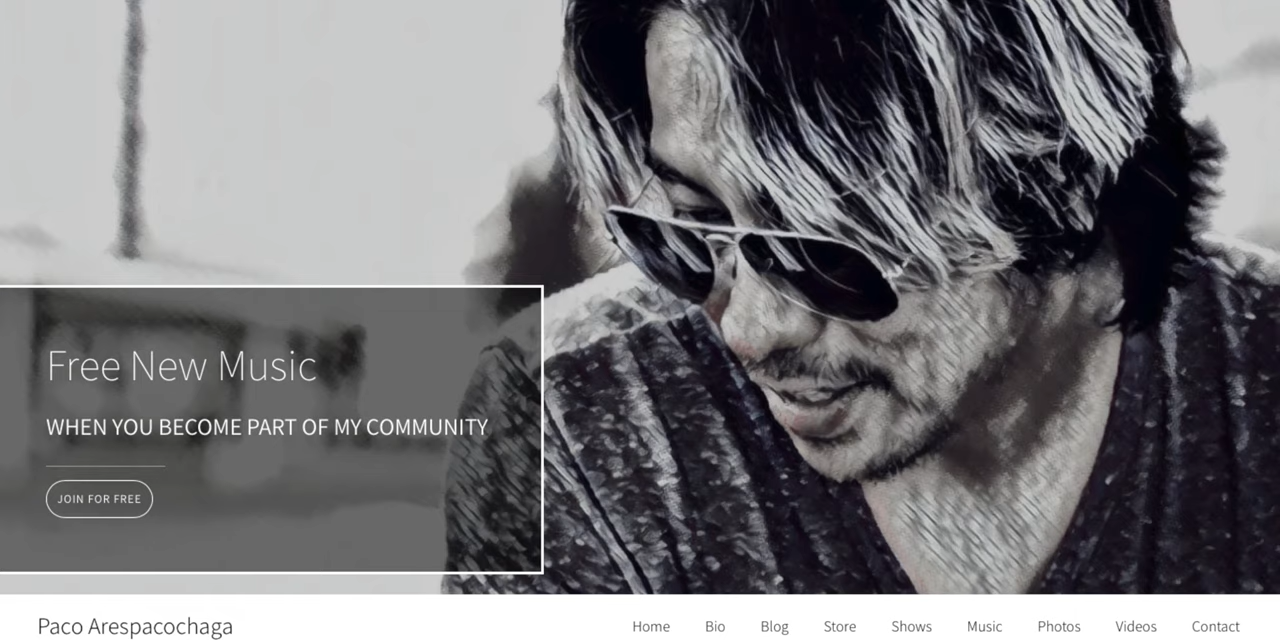 Free New Music
WHEN YOU BECOME PART OF MY COMMUNITY
JOIN FOR FREE
Paco Arespacochaga
Home Bio Blog Store Shows Music Photos Videos Contact